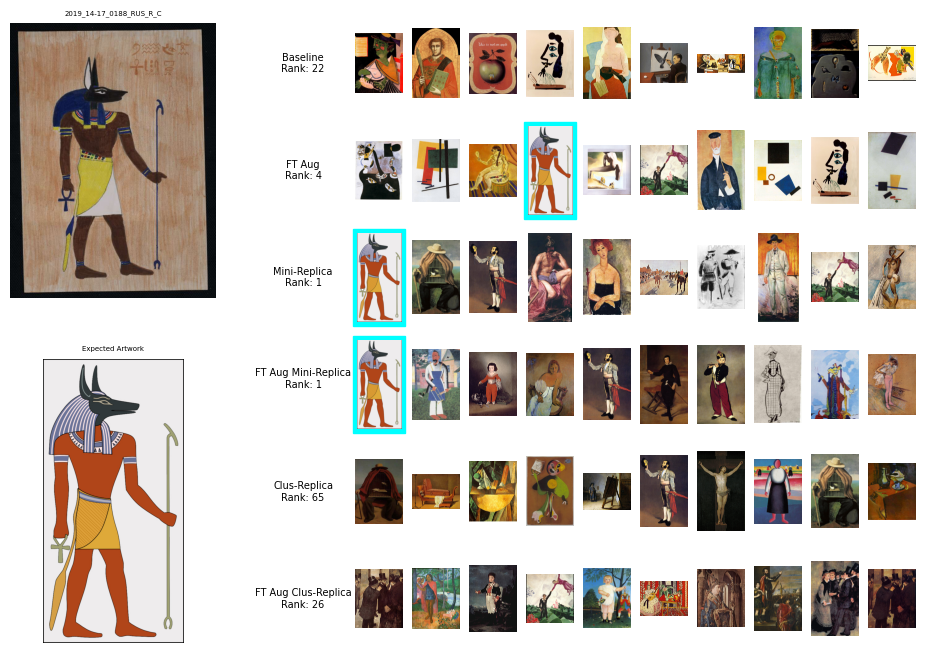 2019_14-17_0188_RUS_R_C
Baseline
Rank: 22
FT Aug
Rank: 4
Mini-Replica
Rank: 1
Expected Artwork
FT Aug Mini-Replica
Rank: 1
Clus-Replica
Rank: 65
FT Aug Clus-Replica
Rank: 26